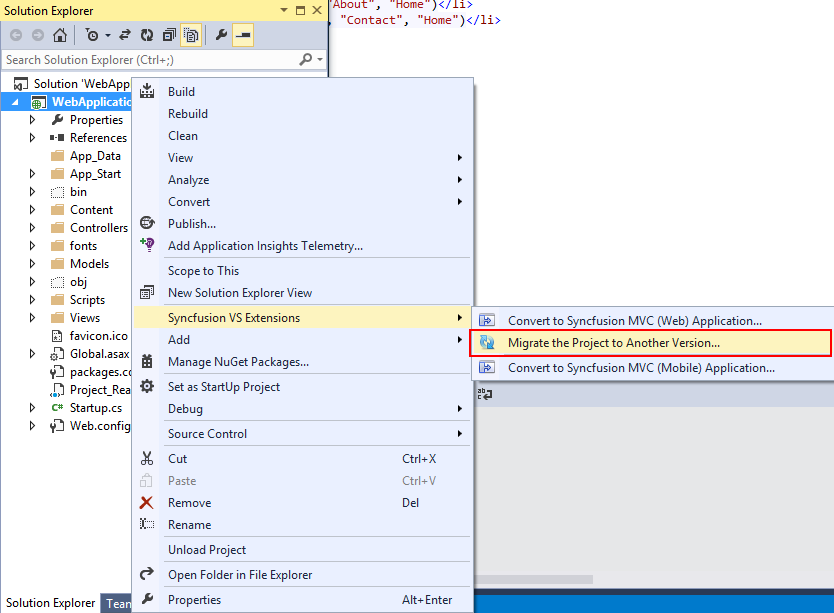 Solution Explorer
"About", "Home")</li>
"Contact", "Home")</li>
Search Solution Explorer (Ctrl+;)
Solution 'WebAppl
WebApplicatio
Properties
References
App_Data
App_Start
bin
Content
Controllers
fonts
Models
obj
Scripts
Views
favicon.ico
Global.asax
packages.co
Project_Rea
C# Startup.cs
Web.config
Build
Rebuild
Clean
View
Analyze
Convert
Publish...
Add Application Insights Telemetry...
Scope to This
New Solution Explorer View
Syncfusion VS Extensions
Add
Manage NuGet Packages...
Set as StartUp Project
Debug
Source Control
Cut Ctrl+X
Paste Ctrl+V
Remove Del
Rename
Unload Project
Open Folder in File Explorer
Properties Alt+Enter
Convert to Syncfusion MVC (Web) Application...
Migrate the Project to Another Version...
Convert to Syncfusion MVC (Mobile) Application...
Solution Explorer Team